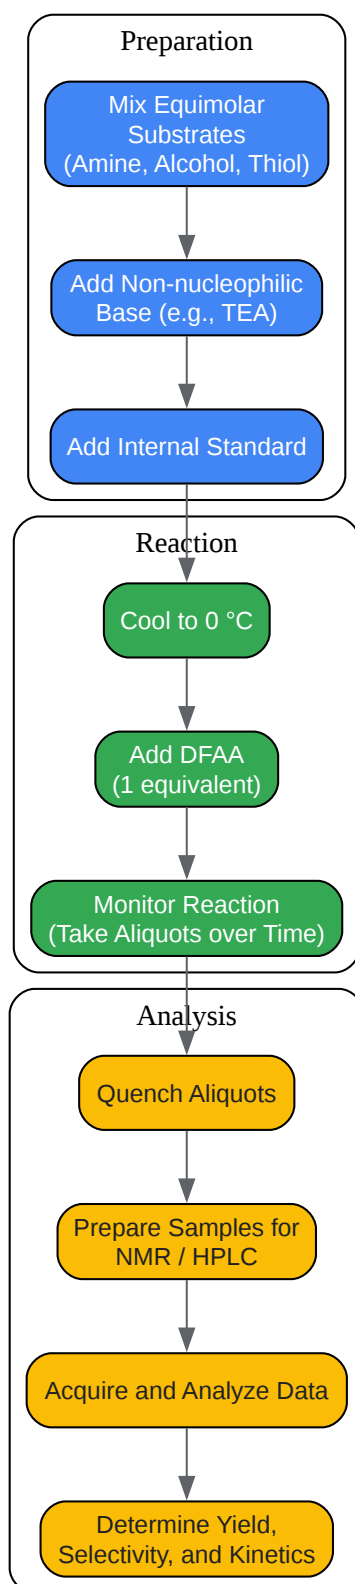 Preparation
Mix Equimolar
Substrates
(Amine, Alcohol, Thiol)
Add Non-nucleophilic
Base (e.g., TEA)
Add Internal Standard
Reaction
Cool to 0 °C
Add DFAA
(1 equivalent)
Monitor Reaction
(Take Aliquots over Time)
Analysis
Quench Aliquots
Prepare Samples for
NMR / HPLC
Acquire and Analyze Data
Determine Yield,
Selectivity, and Kinetics